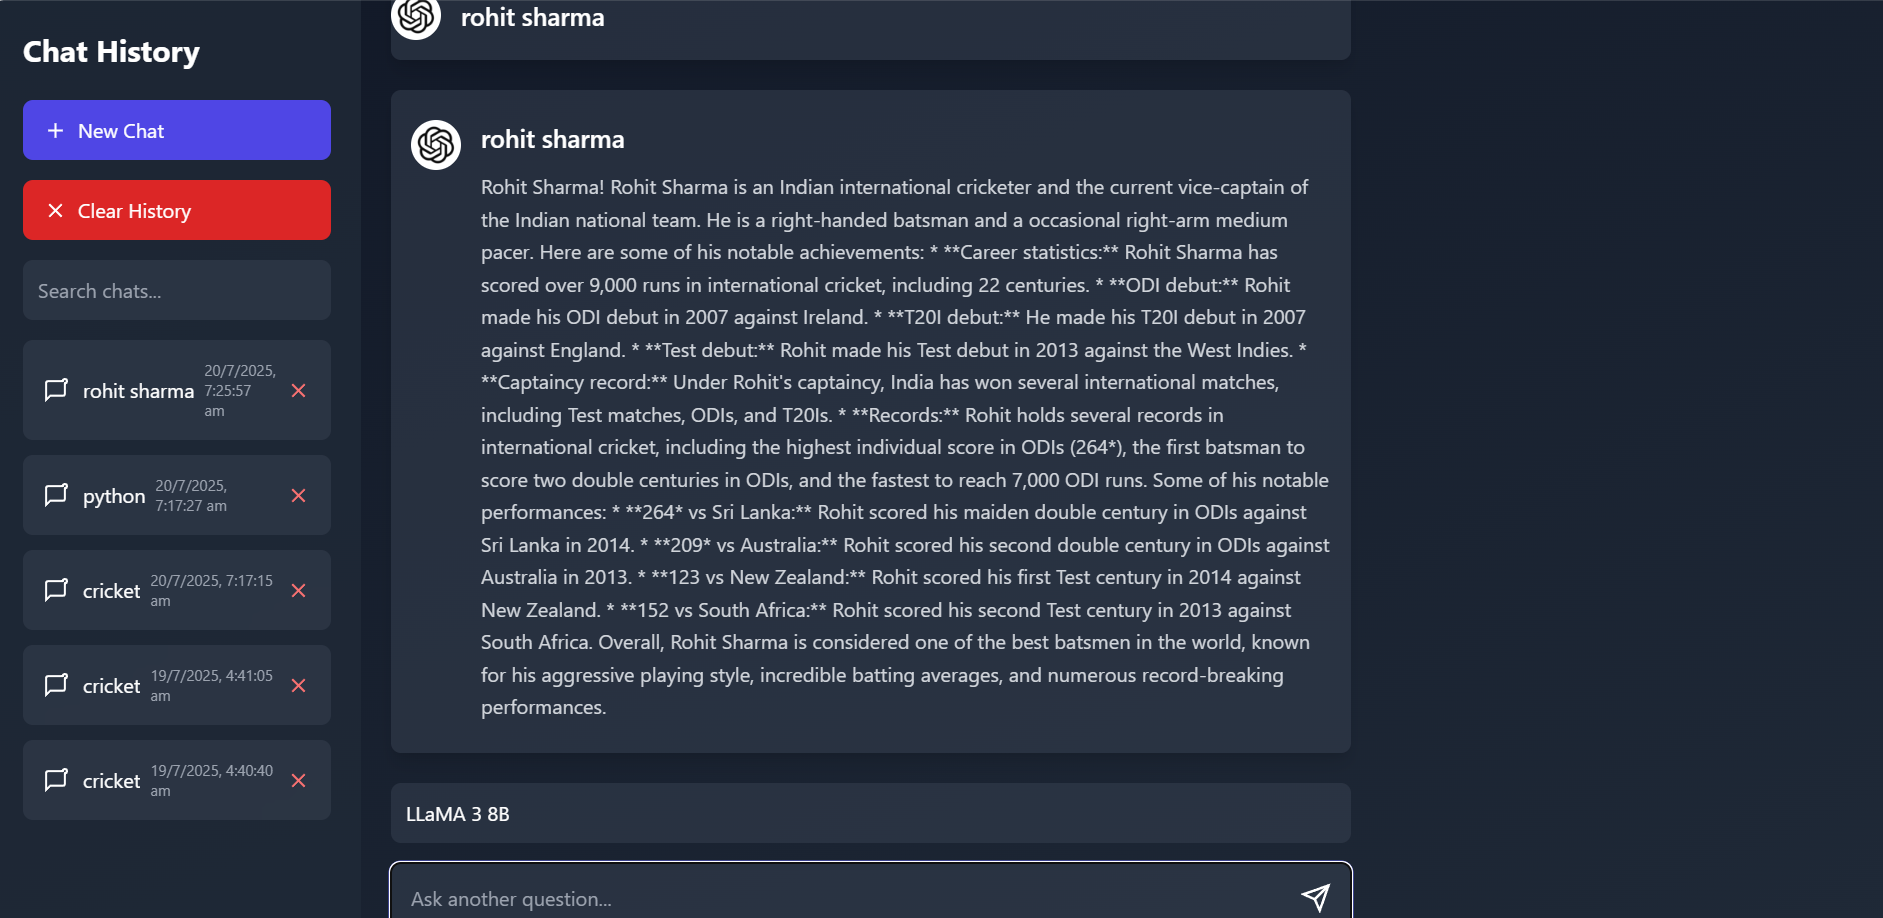 Chat History
New Chat
Clear History
Search chats...
rohit sharma
20/7/2025,
7:25:57
am
python
20/7/2025,
7:17:27 am
cricket
20/7/2025, 7:17:15
am
cricket
19/7/2025, 4:41:05
am
cricket
19/7/2025, 4:40:40
am
rohit sharma
rohit sharma
Rohit Sharma! Rohit Sharma is an Indian international cricketer and the current vice-captain of
the Indian national team. He is a right-handed batsman and a occasional right-arm medium
pacer. Here are some of his notable achievements: * **Career statistics:** Rohit Sharma has
scored over 9,000 runs in international cricket, including 22 centuries. * **ODI debut:** Rohit
made his ODI debut in 2007 against Ireland. * **T20I debut:** He made his T20I debut in 2007
against England. * **Test debut:** Rohit made his Test debut in 2013 against the West Indies. *
**Captaincy record:** Under Rohit's captaincy, India has won several international matches,
including Test matches, ODIs, and T20Is. * **Records:** Rohit holds several records in
international cricket, including the highest individual score in ODIs (264*), the first batsman to
score two double centuries in ODIs, and the fastest to reach 7,000 ODI runs. Some of his notable
performances: * **264* vs Sri Lanka:** Rohit scored his maiden double century in ODIs against
Sri Lanka in 2014. * **209* vs Australia:** Rohit scored his second double century in ODIs against
Australia in 2013. * **123 vs New Zealand:** Rohit scored his first Test century in 2014 against
New Zealand. * **152 vs South Africa:** Rohit scored his second Test century in 2013 against
South Africa. Overall, Rohit Sharma is considered one of the best batsmen in the world, known
for his aggressive playing style, incredible batting averages, and numerous record-breaking
performances.
LLaMA 3 8B
Ask another question...